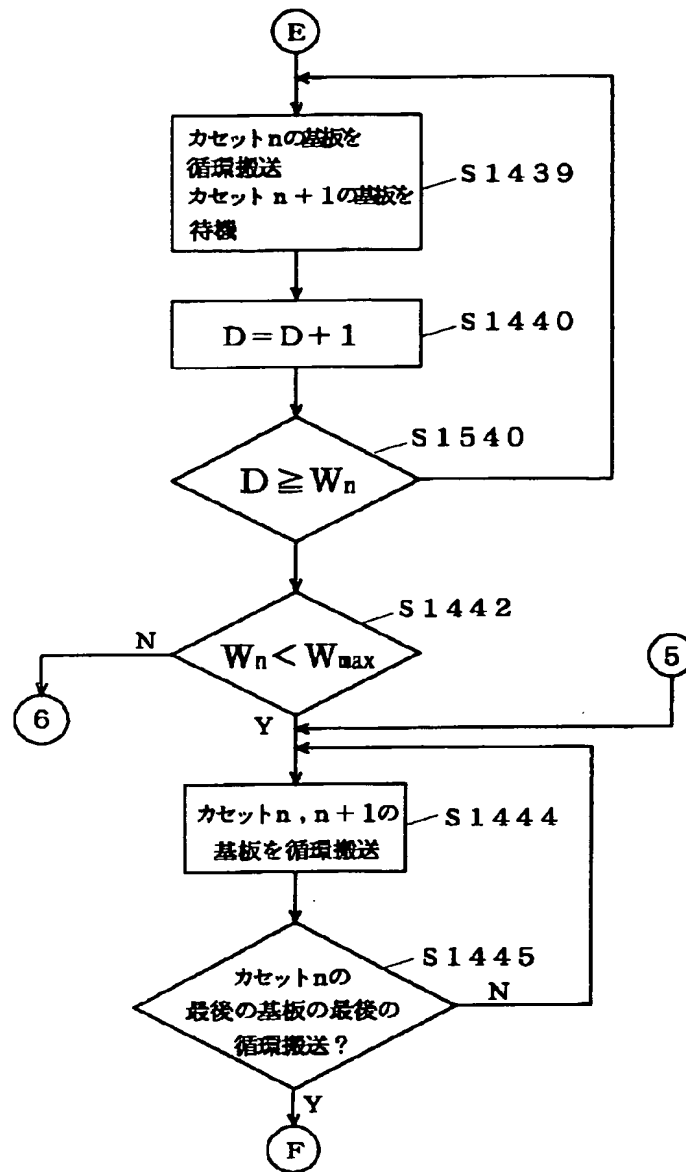 E
カセットnの基板を
循環搬送
カセットn+1の基板を
待機
S1439
D=D+1
S1440
S1540
D≧Wn
S1442
N
Wn<Wmax
5
6
Y
カセットn,n+1の
基板を循環搬送
S1444
S1445
カセットnの
最後の基板の最後の
循環搬送?
N
Y
F